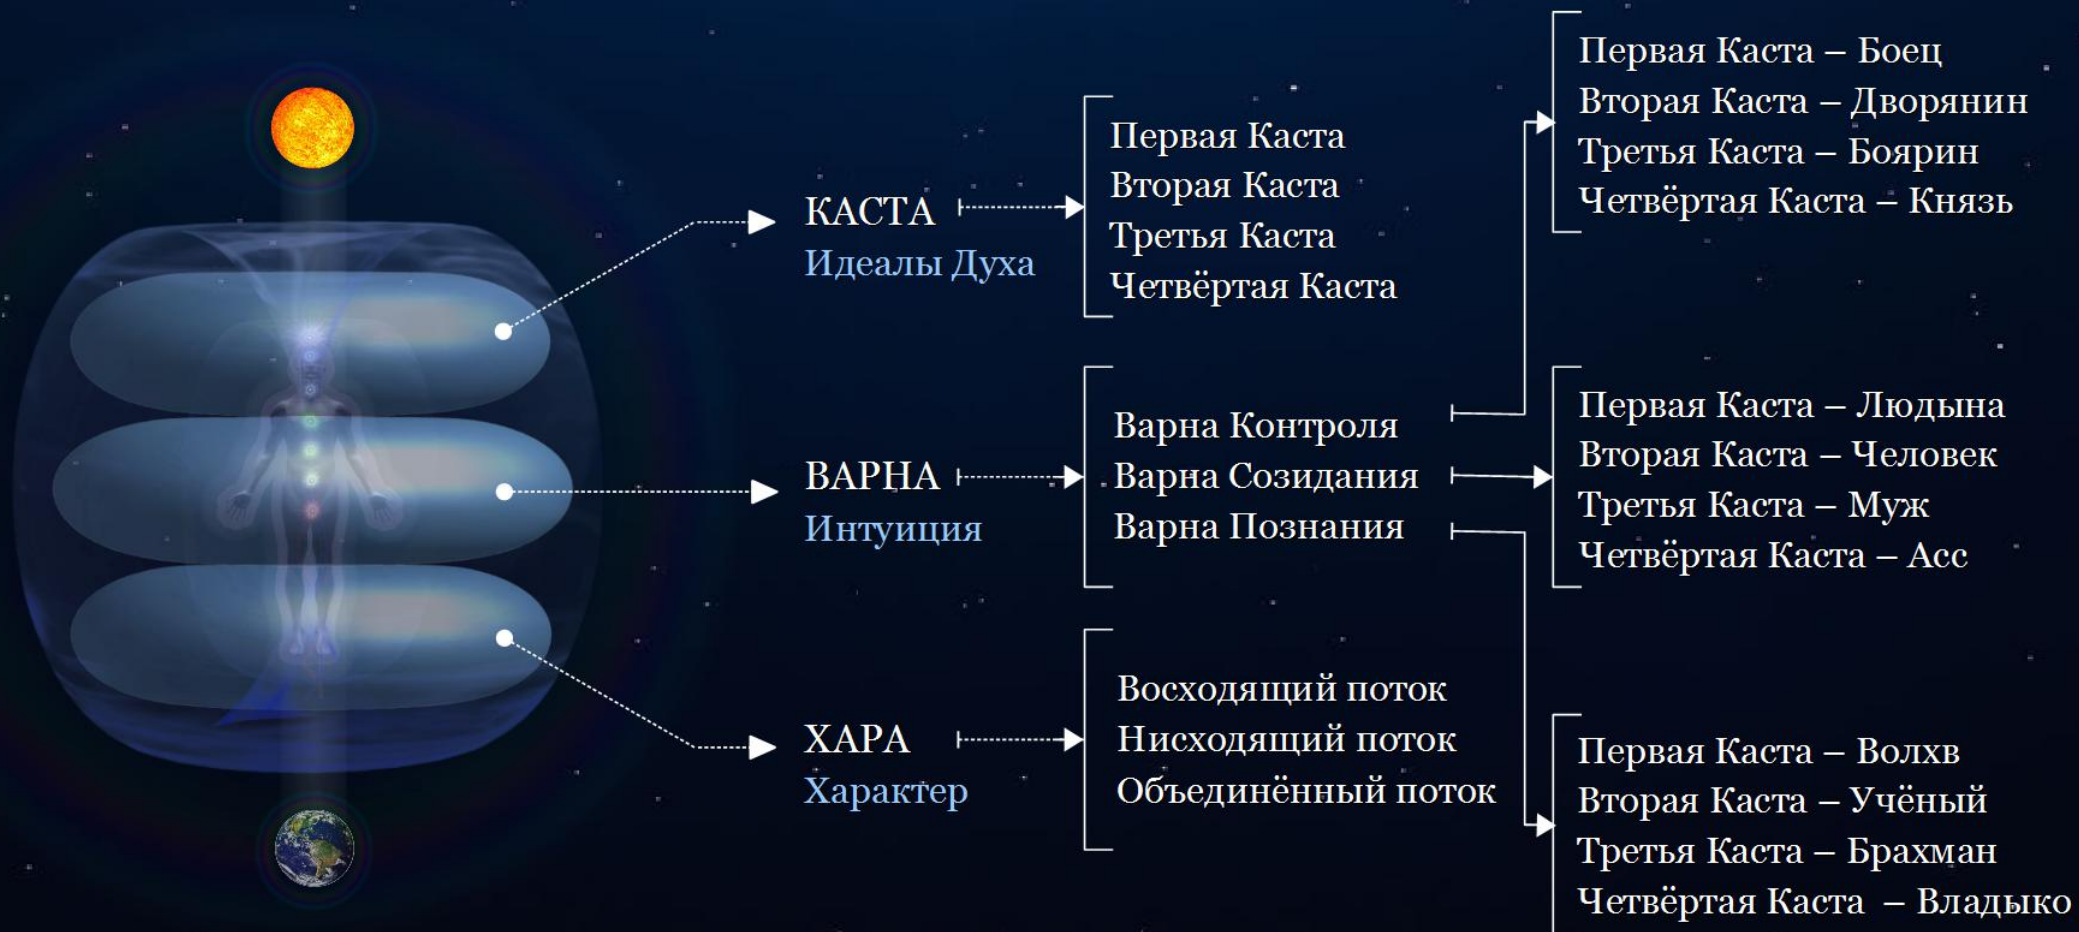 КАСТА
Идеалы Духа
Первая Каста
Вторая Каста
Третья Каста
Четвёртая Каста
ВАРНА
Интуиция
Варна Контроля
Варна Созидания
Варна Познания
ХАРА
Характер
Восходящий поток
Нисходящий поток
Объединённый поток
Первая Каста – Боец
Вторая Каста – Дворянин
Третья Каста – Боярин
Четвёртая Каста – Князь
Первая Каста – Людына
Вторая Каста – Человек
Третья Каста – Муж
Четвёртая Каста – Асс
Первая Каста – Волхв
Вторая Каста – Учёный
Третья Каста – Брахман
Четвёртая Каста – Владыко